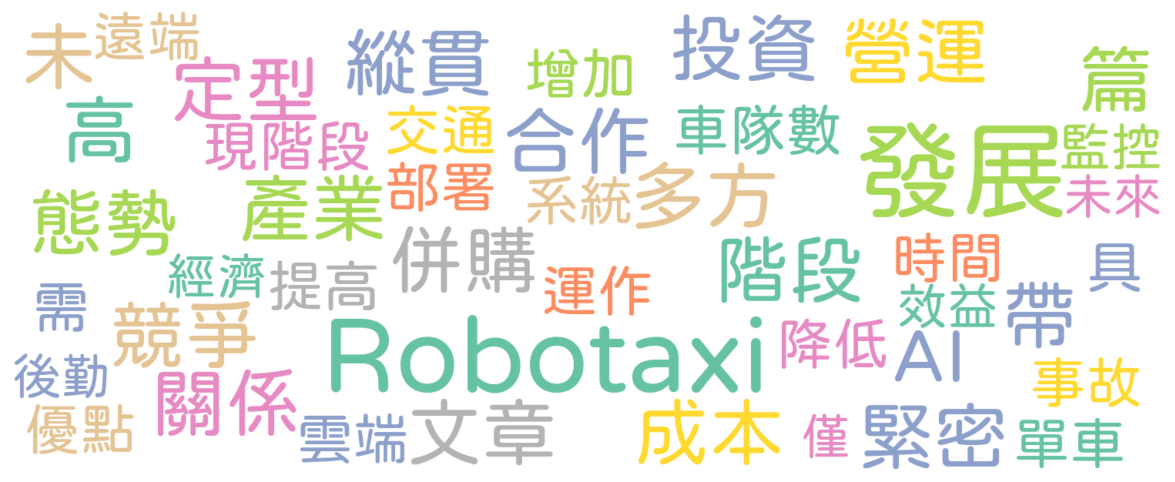 未
遠端
定型
縱貫
增加
投資
營運
篇
高
現階段
交通
合作
車隊數
發展
監控
未來
態勢
產業
部署
系統
多方
經濟
提高
併購
運作
階段
時間
具
需
競爭
Robotaxi
降低
效益
AI
帶
後勤
關係
事故
優點
雲端
文章
成本
僅
緊密
單車